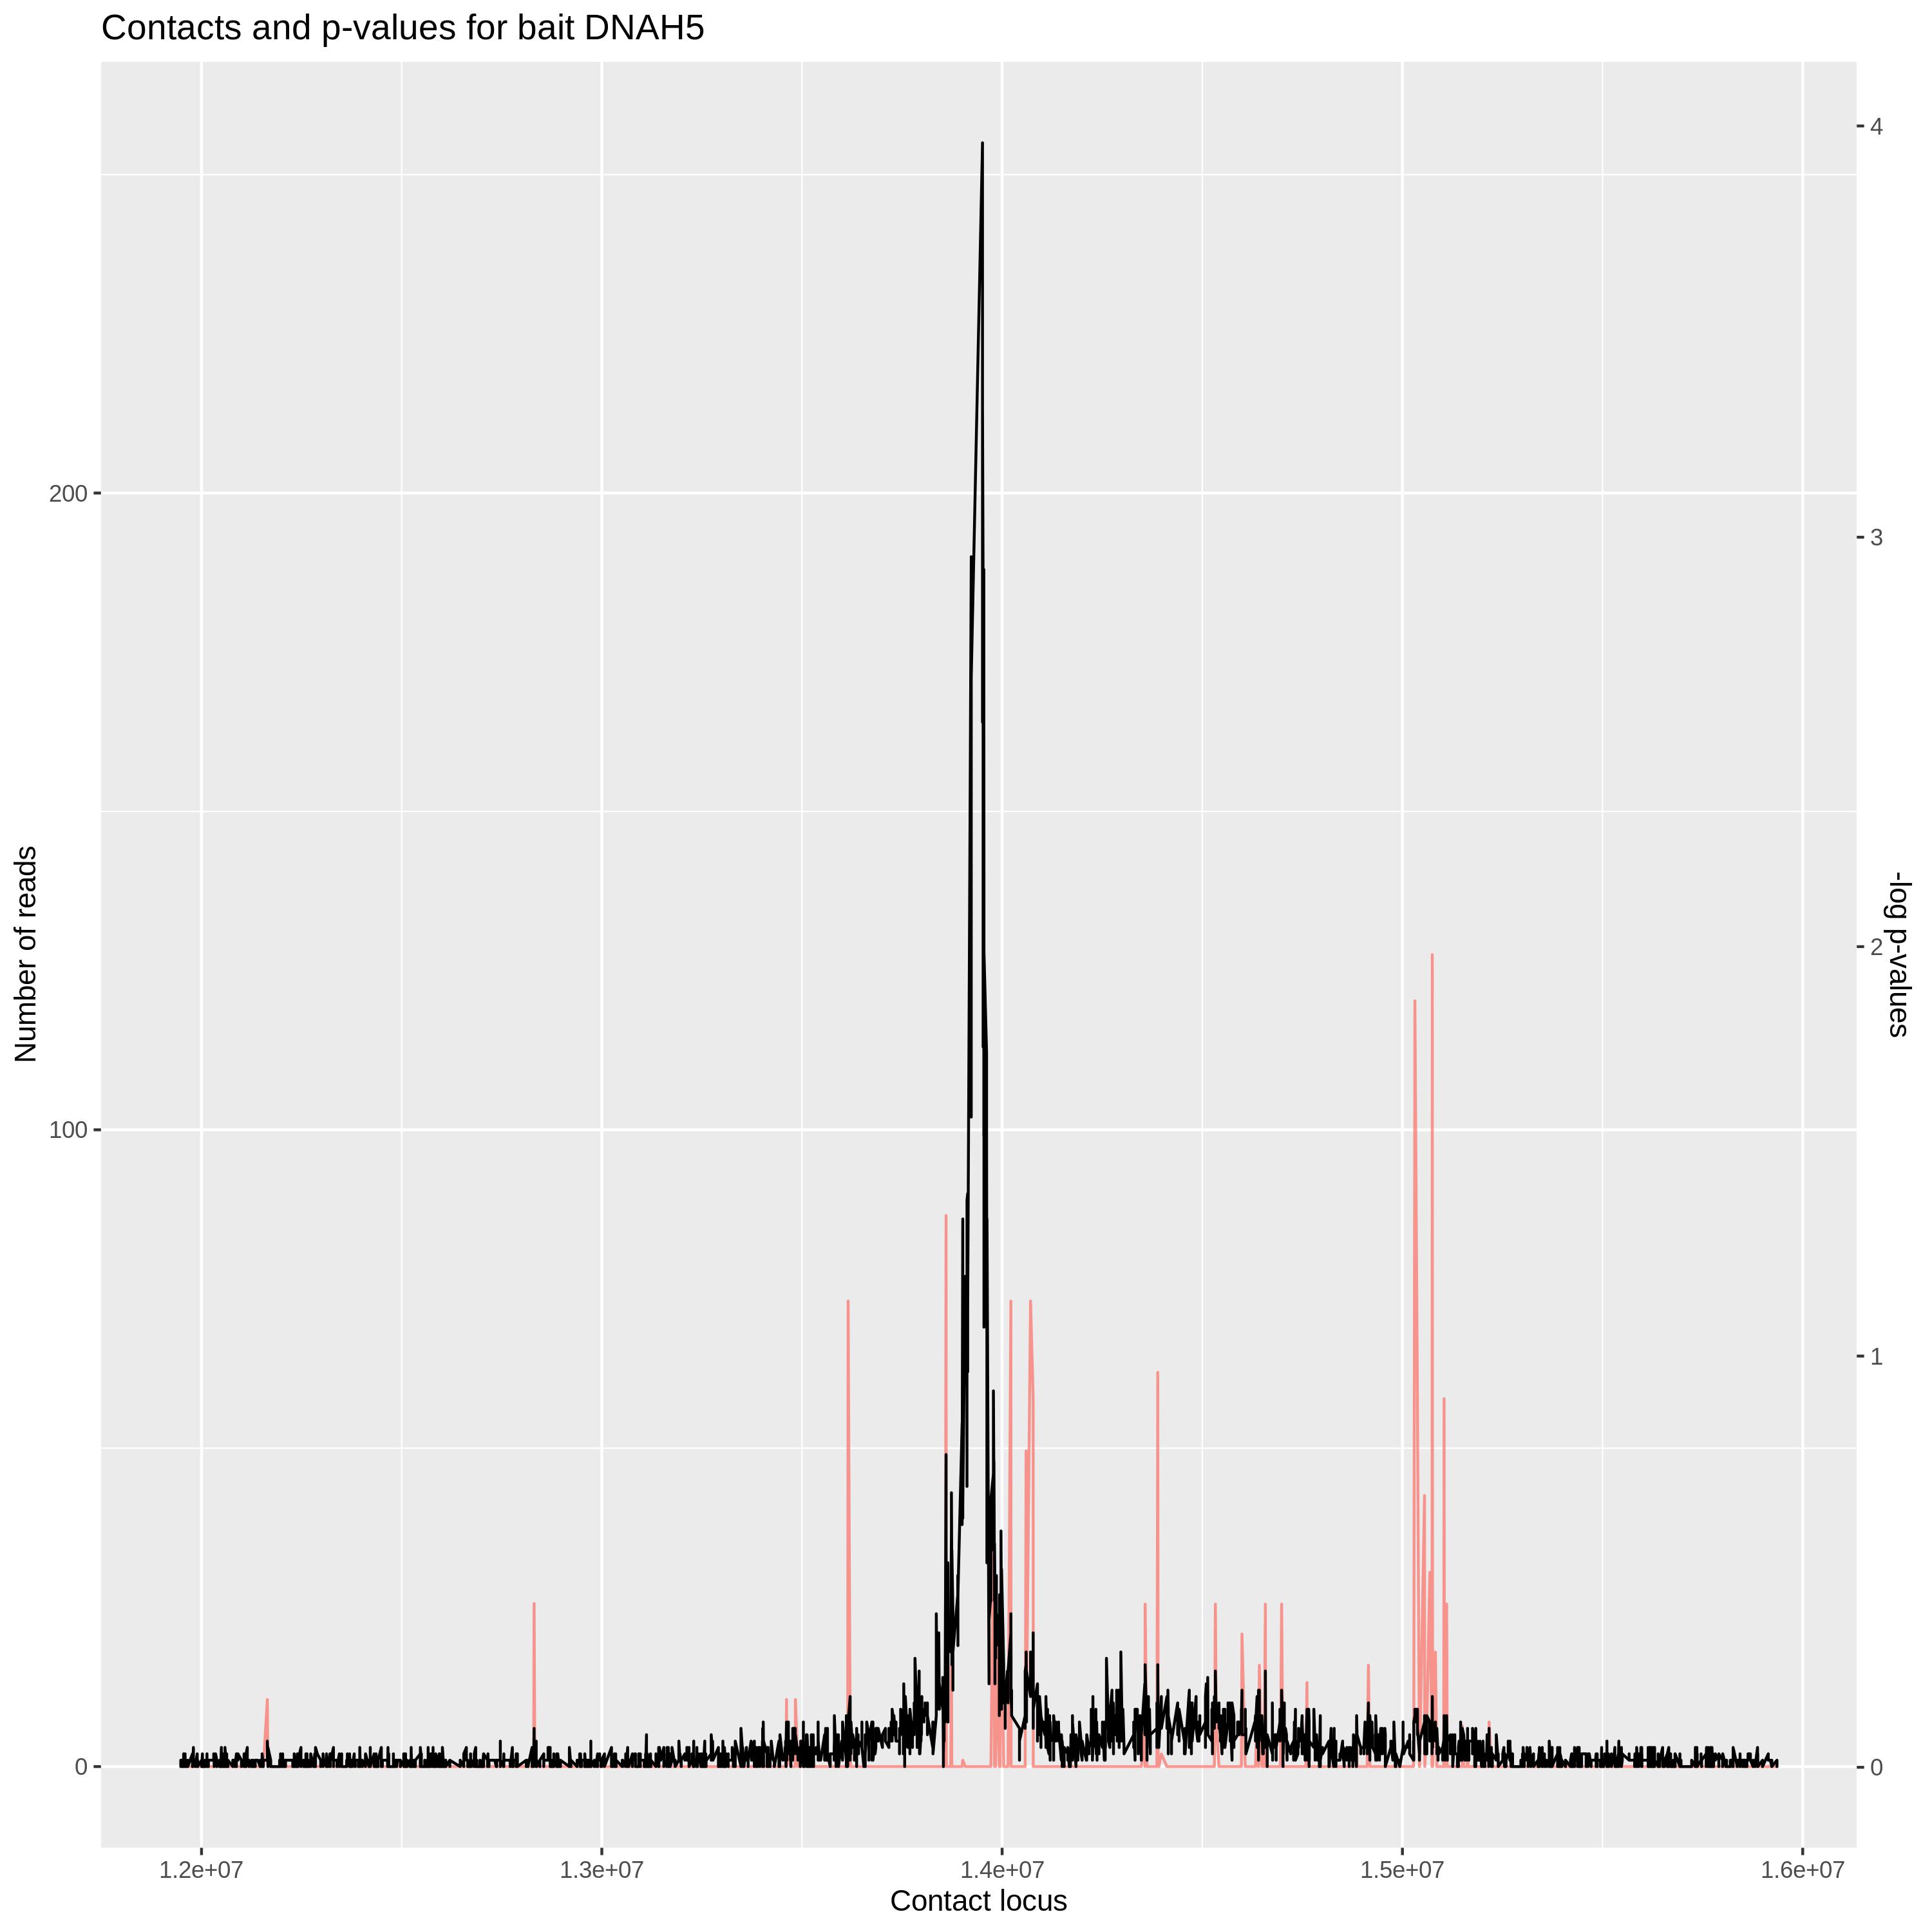 Contacts and p-values for bait DNAH5
Number of reads
200
100
0
4
3
2
1
0
-log p-values
1.2e+07 1.3e+07 1.4e+07 1.5e+07 1.6e+07
Contact locus